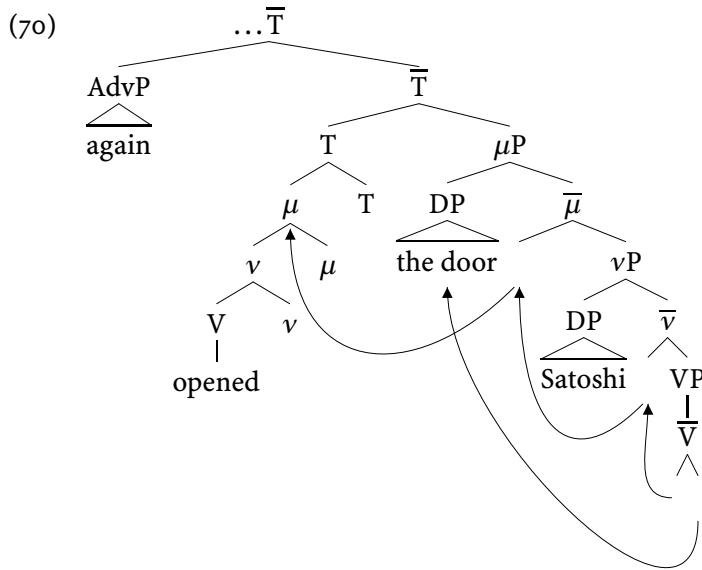 (70) … T̅
AdvP T̅
again T μP
μ T DP μ̅
ν μ the door νP
V ν DP ν̅
opened Satoshi VP
V̅